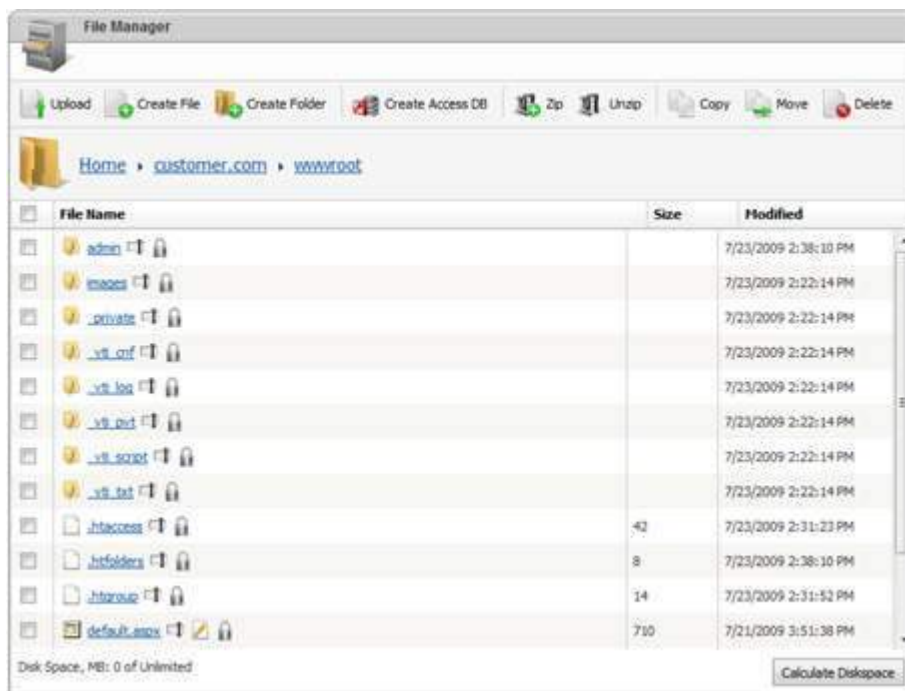 File Manager
Upload Create File Create Folder Create Access DB Zip Unzip Copy Move Delete
Home customer.com wwwroot
File Name Size Modified
admin 7/23/2009 2:38:10 PM
images 7/23/2009 2:22:14 PM
_private 7/23/2009 2:22:14 PM
_vti_cnf 7/23/2009 2:22:14 PM
_vti_log 7/23/2009 2:22:14 PM
_vti_pvt 7/23/2009 2:22:14 PM
_vti_script 7/23/2009 2:22:14 PM
_vti_txt 7/23/2009 2:22:14 PM
.htaccess 42 7/23/2009 2:31:23 PM
.htfolders 8 7/23/2009 2:38:10 PM
.htgroup 14 7/23/2009 2:31:52 PM
default.aspx 710 7/21/2009 3:51:38 PM
Disk Space, MB: 0 of Unlimited Calculate Diskspace